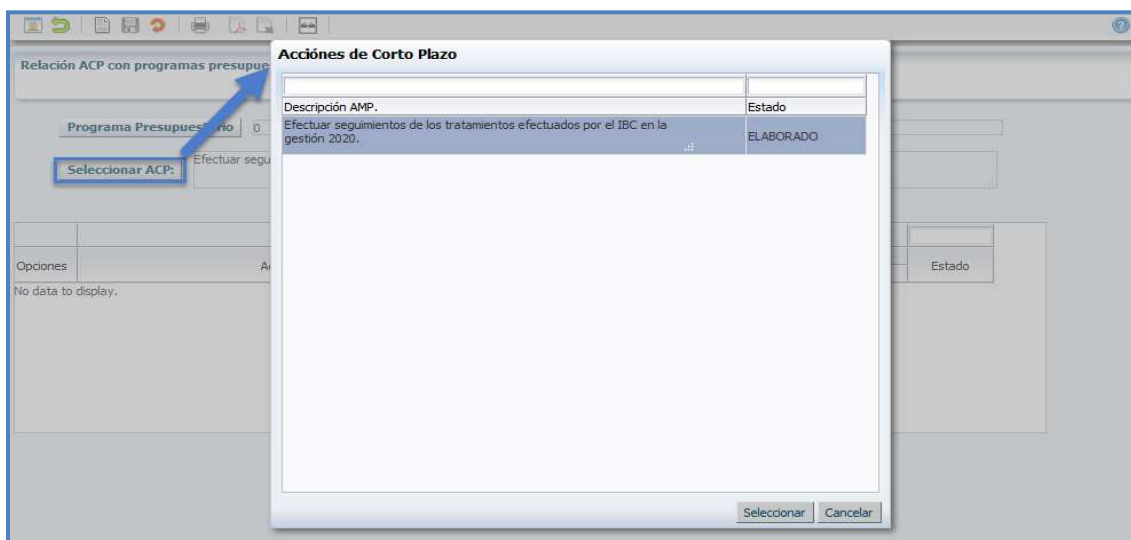 Acciónes de Corto Plazo
Relación ACP con programas presupue
Descripción AMP.
Estado
Programa Presupuestario
0
Efectuar seguimientos de los tratamientos efectuados por el IBC en la
gestión 2020.
ELABORADO
Seleccionar ACP:
Efectuar segu
Opciones
A
Estado
No data to display.
Seleccionar
Cancelar